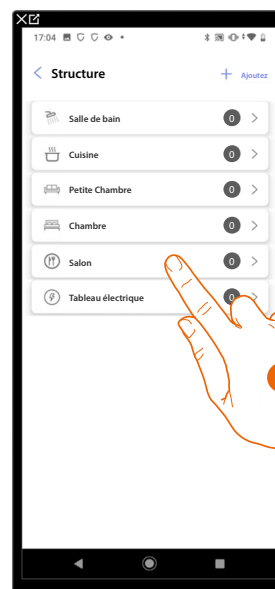 17:04
Structure
Ajoutez
Salle de bain 0
Cuisine 0
Petite Chambre 0
Chambre 0
Salon 0
Tableau électrique 0